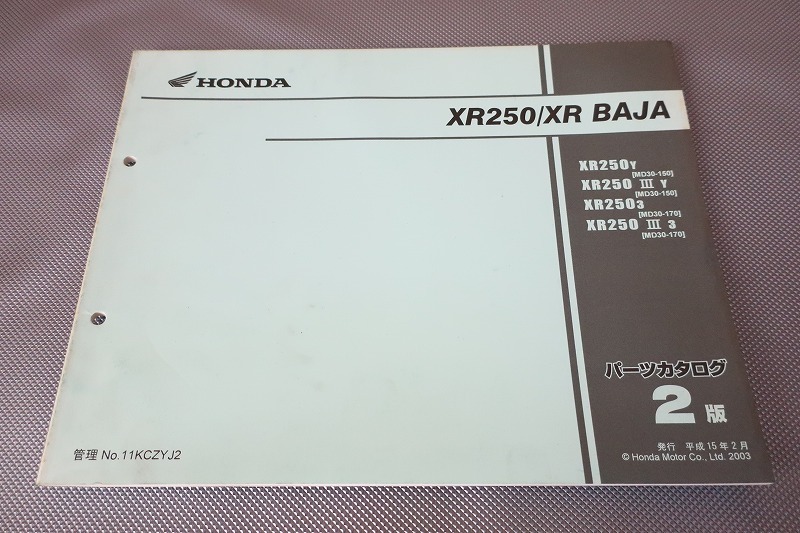 HONDA
XR250/XR BAJA
XR250Y
[MD30-150]
XR250 III Y
[MD30-150]
XR2503
[MD30-170]
XR250 III 3
[MD30-170]
パーツカタログ
2版
発行 平成15年2月
© Honda Motor Co., Ltd. 2003
管理 No.11KCZYJ2